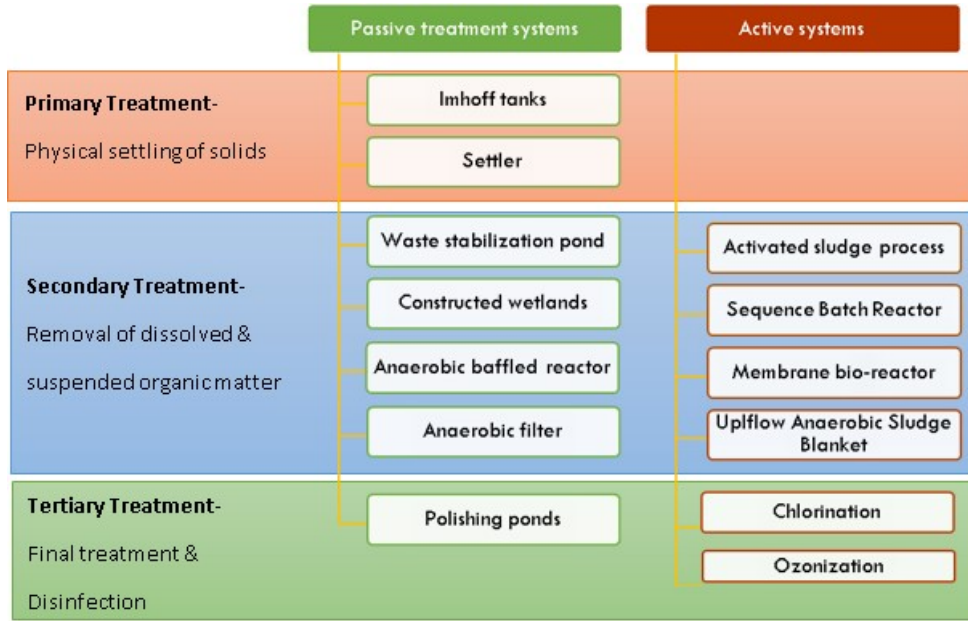 Passive treatment systems
Active systems
Primary Treatment-
Physical settling of solids
Imhoff tanks
Settler
Secondary Treatment-
Removal of dissolved &
suspended organic matter
Waste stabilization pond
Constructed wetlands
Anaerobic baffled reactor
Anaerobic filter
Activated sludge process
Sequence Batch Reactor
Membrane bio-reactor
Uplflow Anaerobic Sludge
Blanket
Tertiary Treatment-
Final treatment &
Disinfection
Polishing ponds
Chlorination
Ozonization